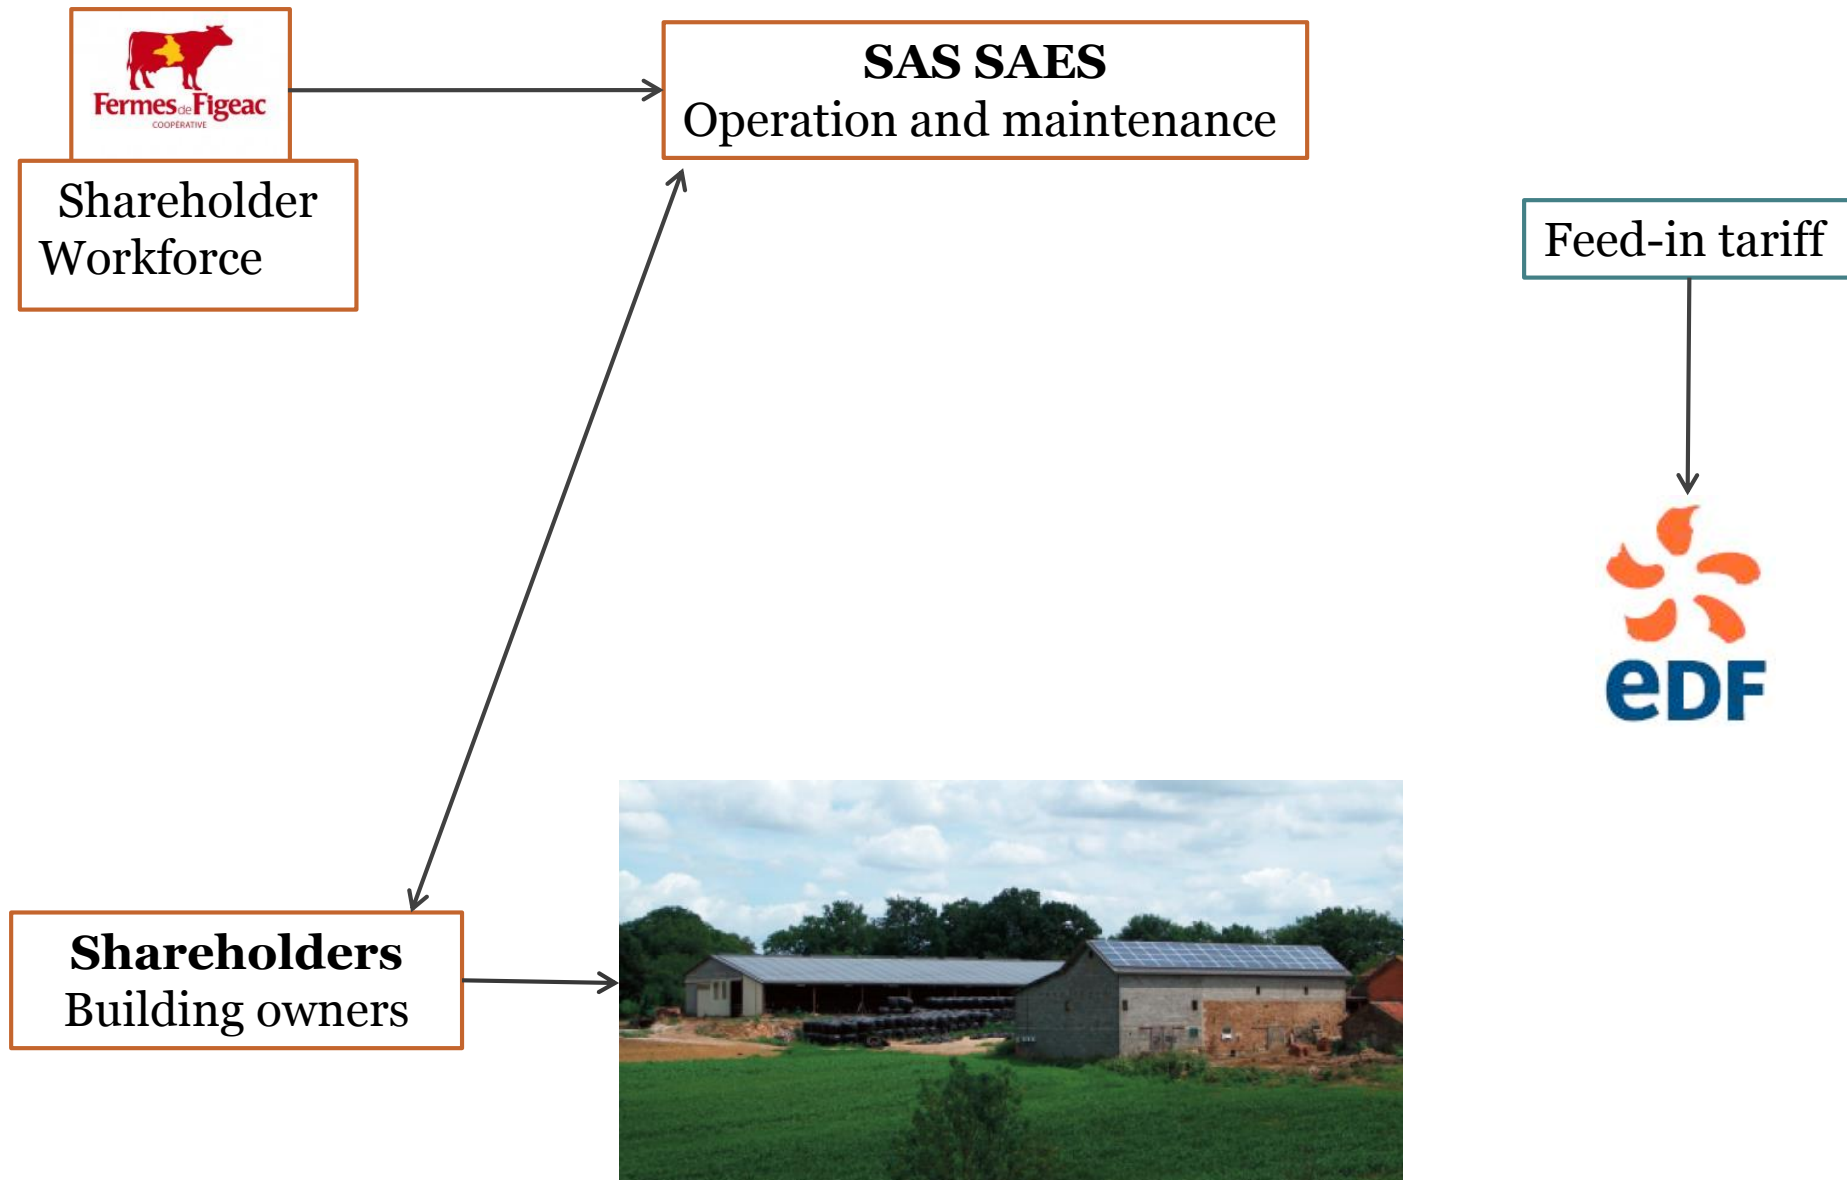 Fermes de Figeac
COOPÉRATIVE
Shareholder
Workforce
SAS SAES
Operation and maintenance
Feed-in tariff
eDF
Shareholders
Building owners